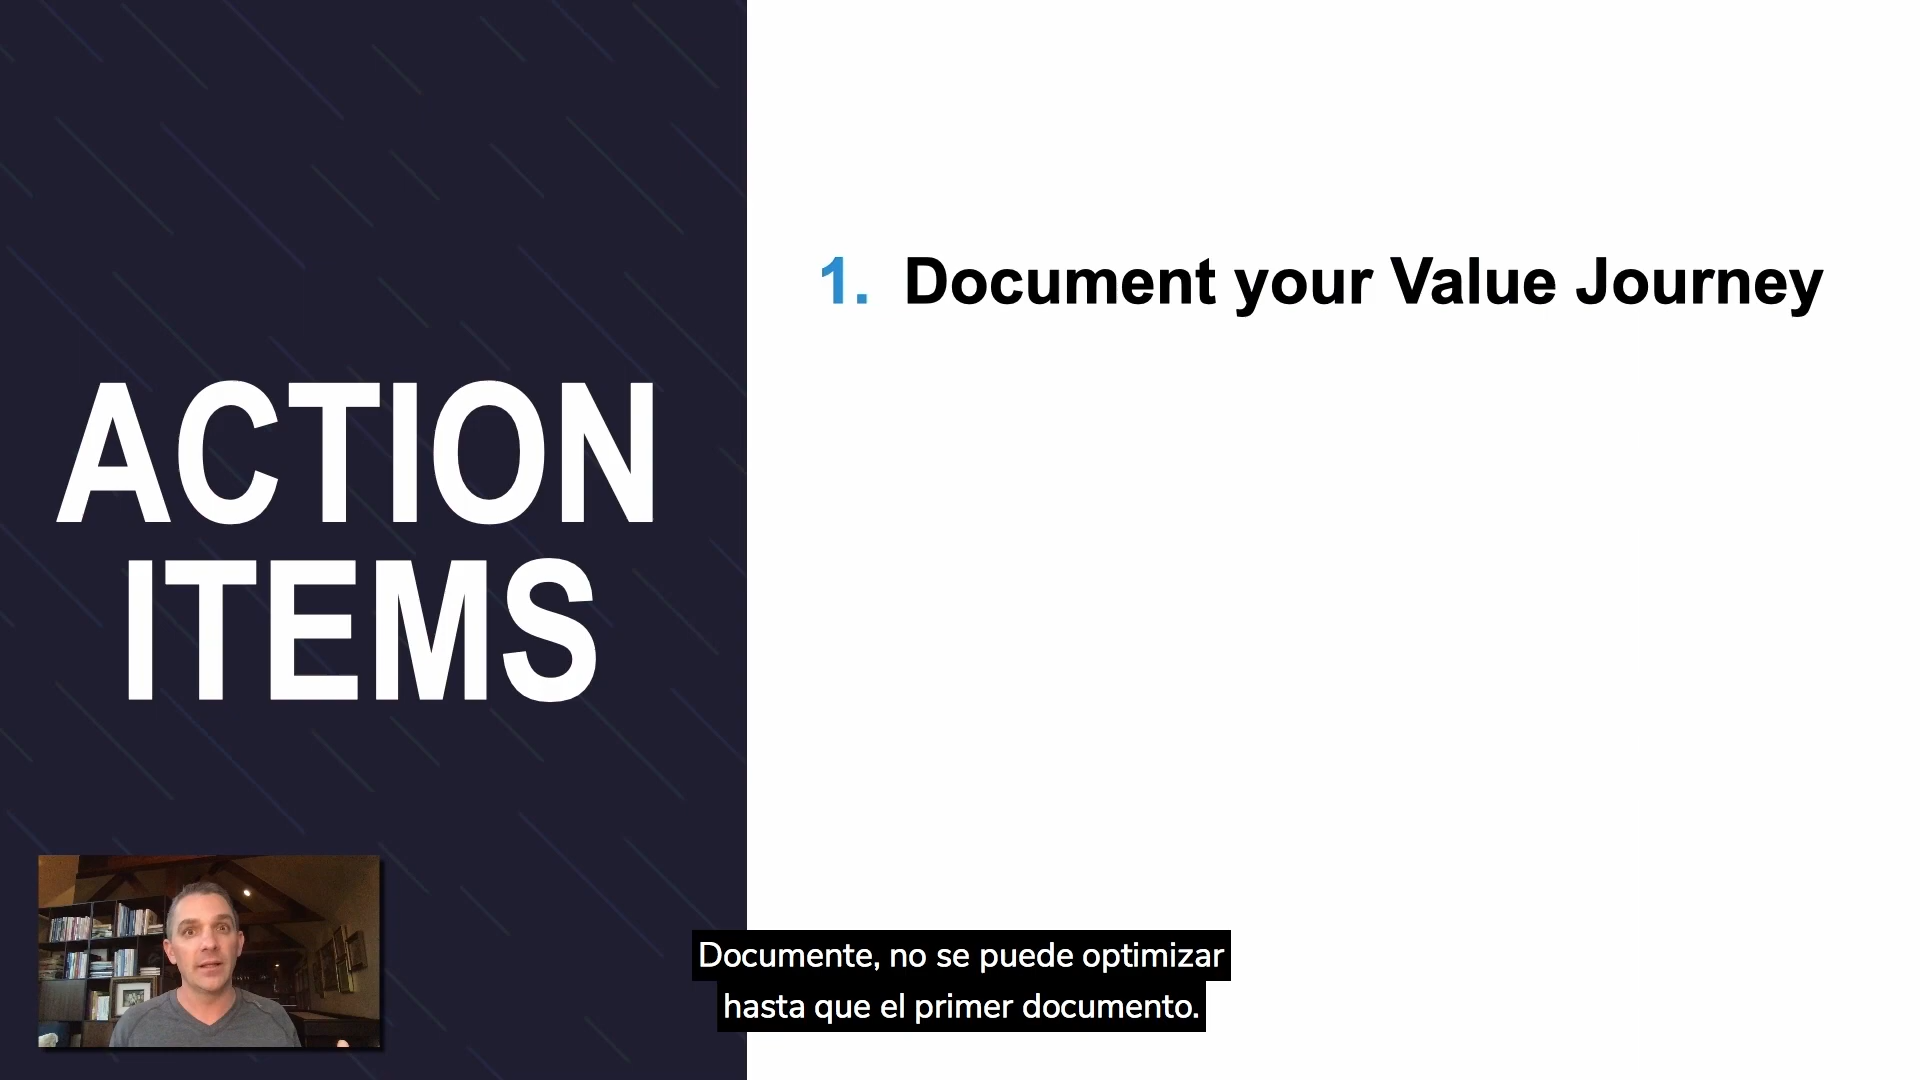 ACTION
ITEMS
1. Document your Value Journey
Documente, no se puede optimizar
hasta que el primer documento.